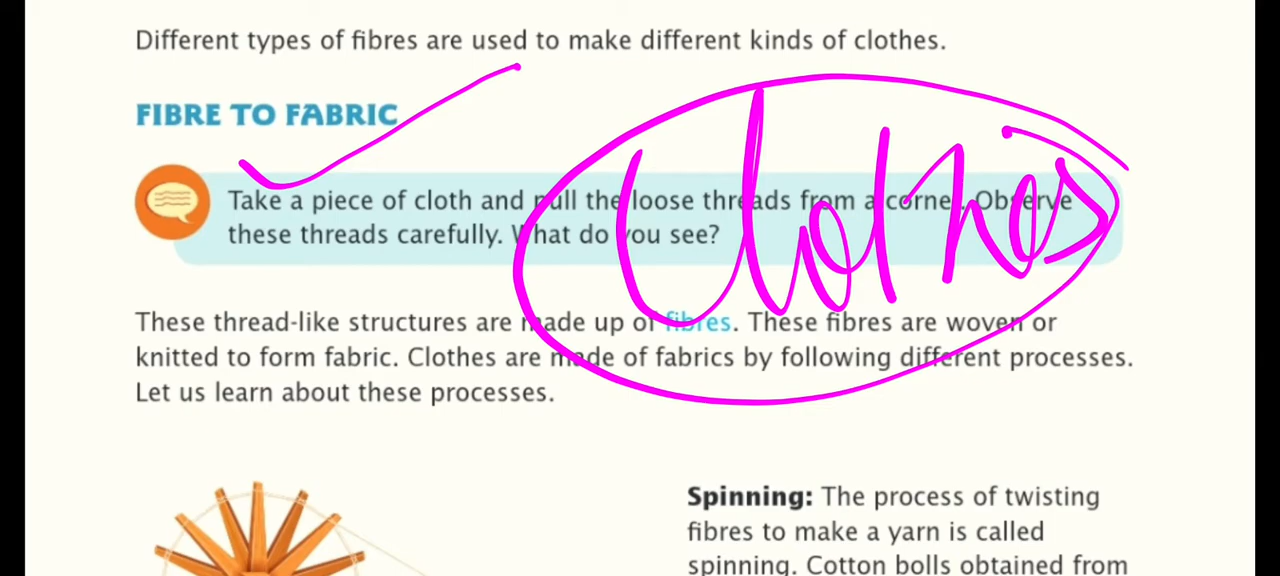 Different types of fibres are used to make different kinds of clothes.
FIBRE TO FABRIC
Take a piece of cloth and pull the loose threads from a corner. Observe
these threads carefully. What do you see?
Clothes
These thread-like structures are made up of fibres. These fibres are woven or
knitted to form fabric. Clothes are made of fabrics by following different processes.
Let us learn about these processes.
Spinning: The process of twisting
fibres to make a yarn is called
spinning. Cotton bolls obtained from